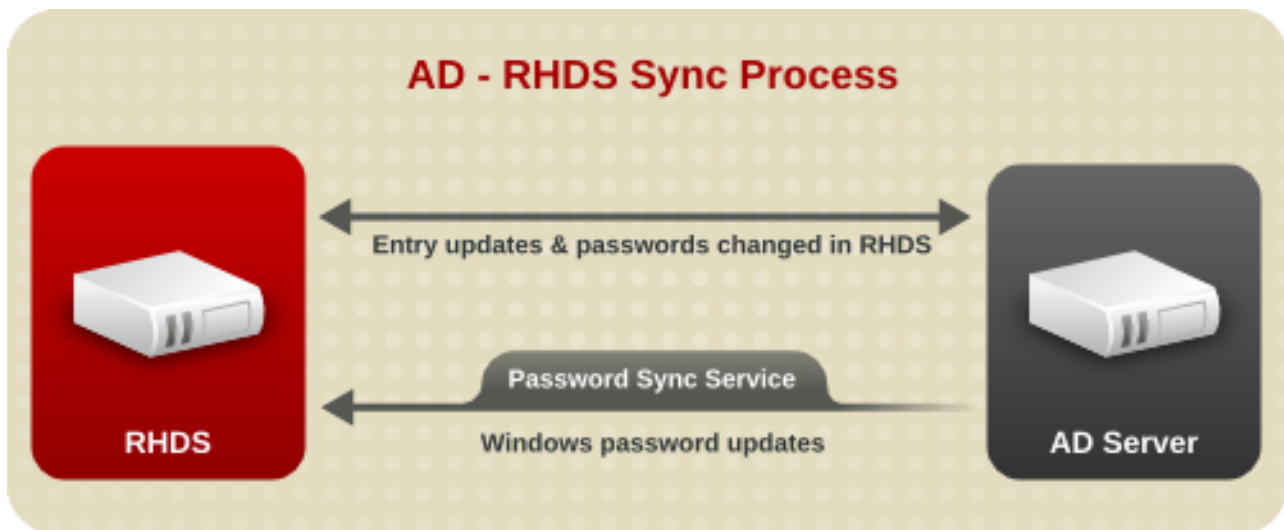 AD - RHDS Sync Process
Entry updates & passwords changed in RHDS
Password Sync Service
Windows password updates
RHDS
AD Server